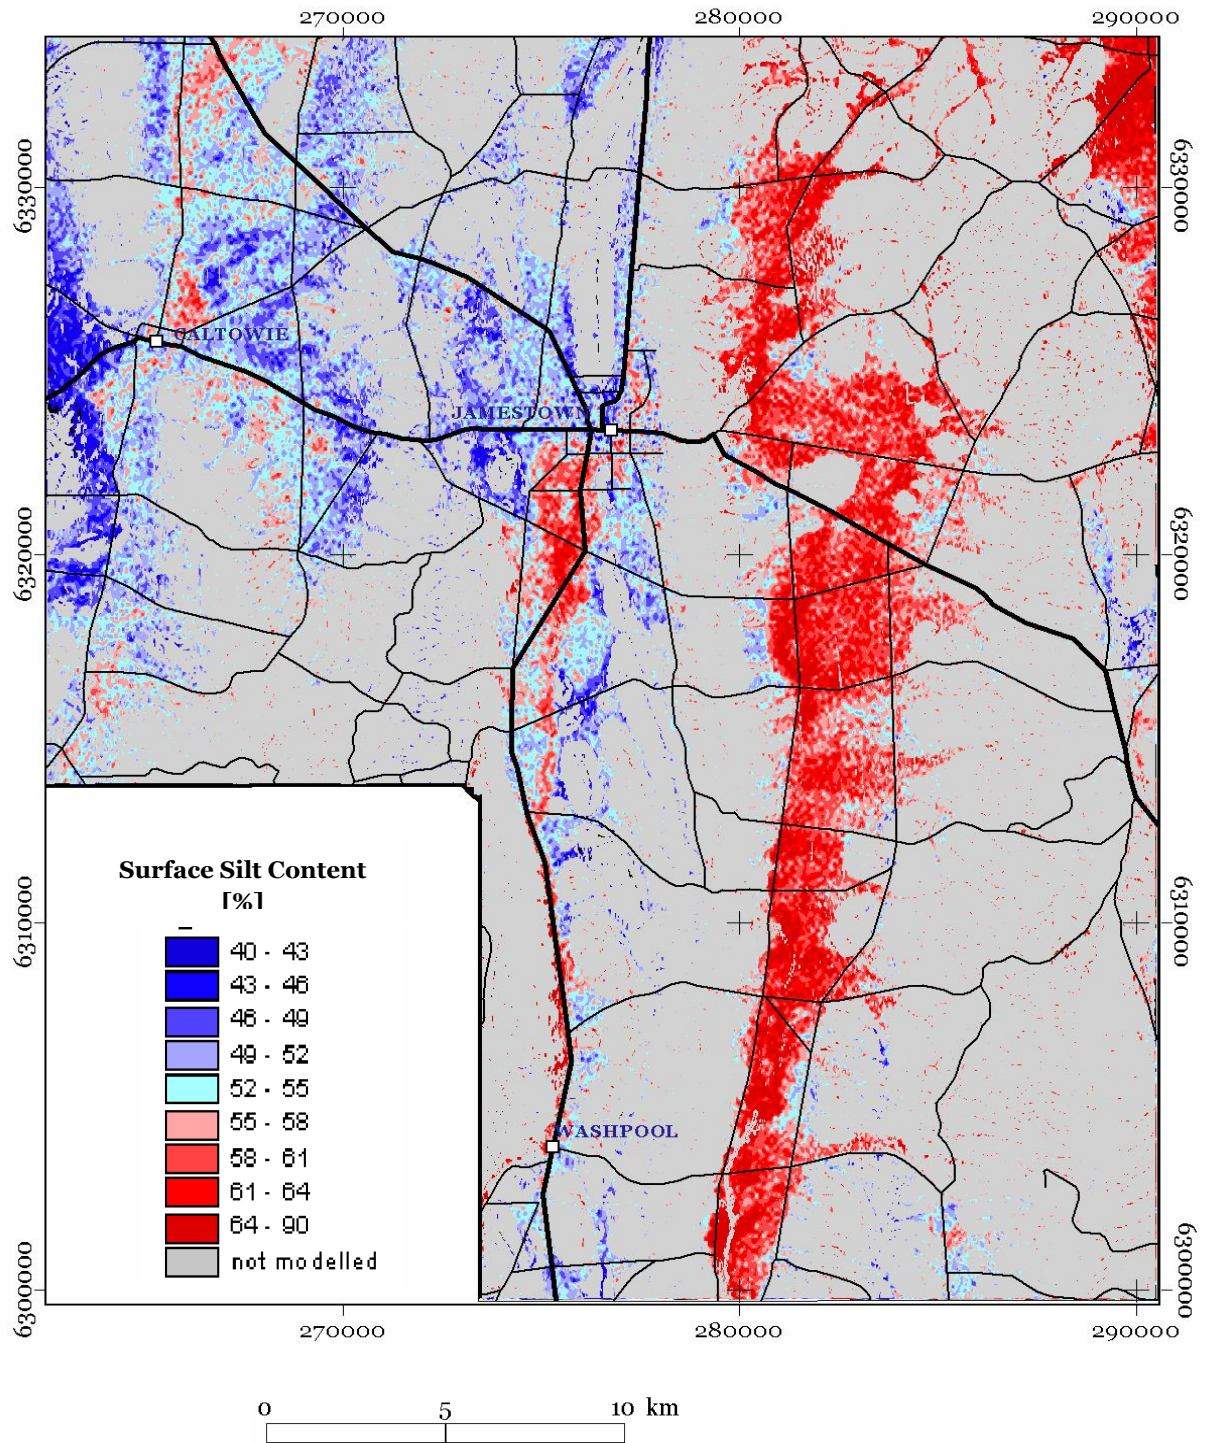 270000 280000 290000
6330000 6330000
CALTOWIE
JAMESTOWN
6320000 6320000
Surface Silt Content
[%]
40 - 43
43 - 46
46 - 49
49 - 52
52 - 55
55 - 58
58 - 61
61 - 64
64 - 90
not modelled
6310000 6310000
WASHPOOL
6300000 6300000
270000 280000 290000
0 5 10 km